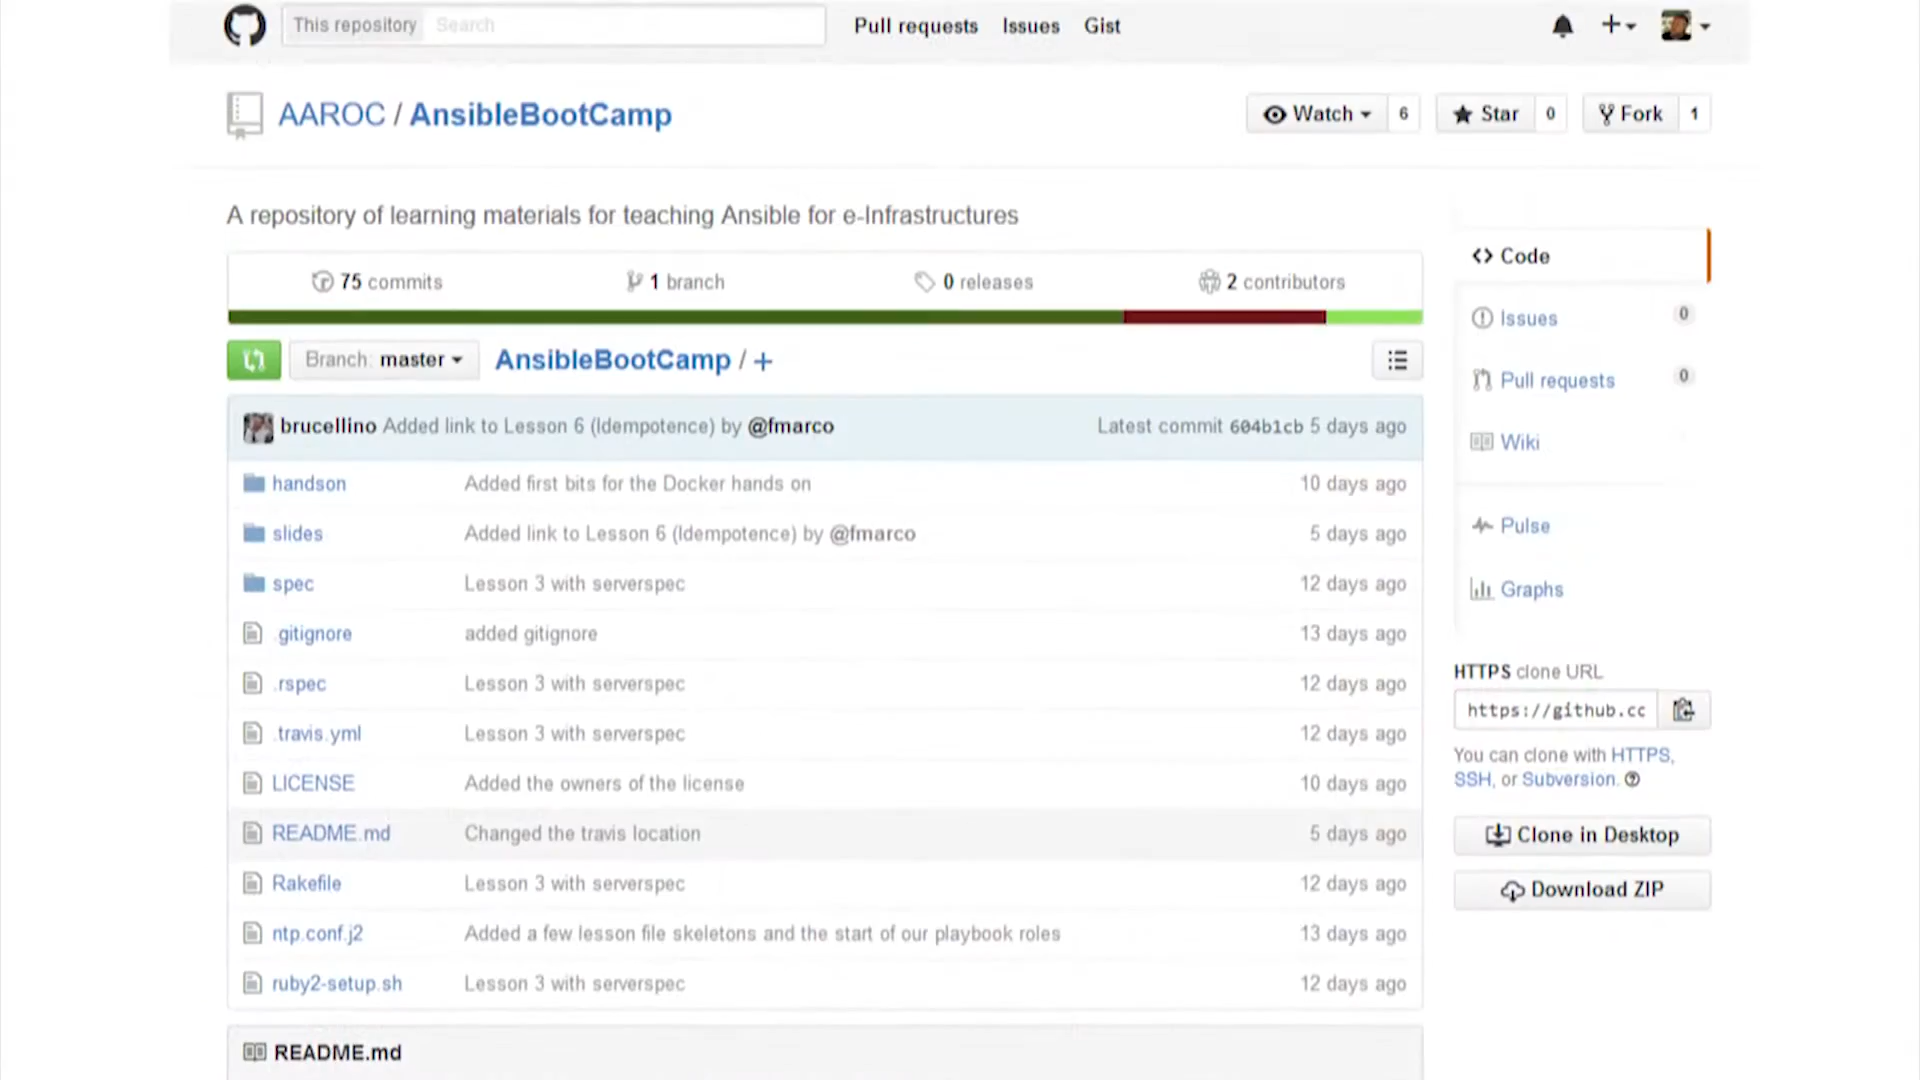 This repository Search Pull requests Issues Gist
AAROC / AnsibleBootCamp Watch 6 Star 0 Fork 1
A repository of learning materials for teaching Ansible for e-Infrastructures
75 commits 1 branch 0 releases 2 contributors
Branch: master AnsibleBootCamp / +
brucellino Added link to Lesson 6 (Idempotence) by @fmarco Latest commit 604b1cb 5 days ago
handson Added first bits for the Docker hands on 10 days ago
slides Added link to Lesson 6 (Idempotence) by @fmarco 5 days ago
spec Lesson 3 with serverspec 12 days ago
.gitignore added gitignore 13 days ago
.rspec Lesson 3 with serverspec 12 days ago
.travis.yml Lesson 3 with serverspec 12 days ago
LICENSE Added the owners of the license 10 days ago
README.md Changed the travis location 5 days ago
Rakefile Lesson 3 with serverspec 12 days ago
ntp.conf.j2 Added a few lesson file skeletons and the start of our playbook roles 13 days ago
ruby2-setup.sh Lesson 3 with serverspec 12 days ago
README.md
Code
Issues 0
Pull requests 0
Wiki
Pulse
Graphs
HTTPS clone URL
https://github.cc
You can clone with HTTPS,
SSH, or Subversion.
Clone in Desktop
Download ZIP